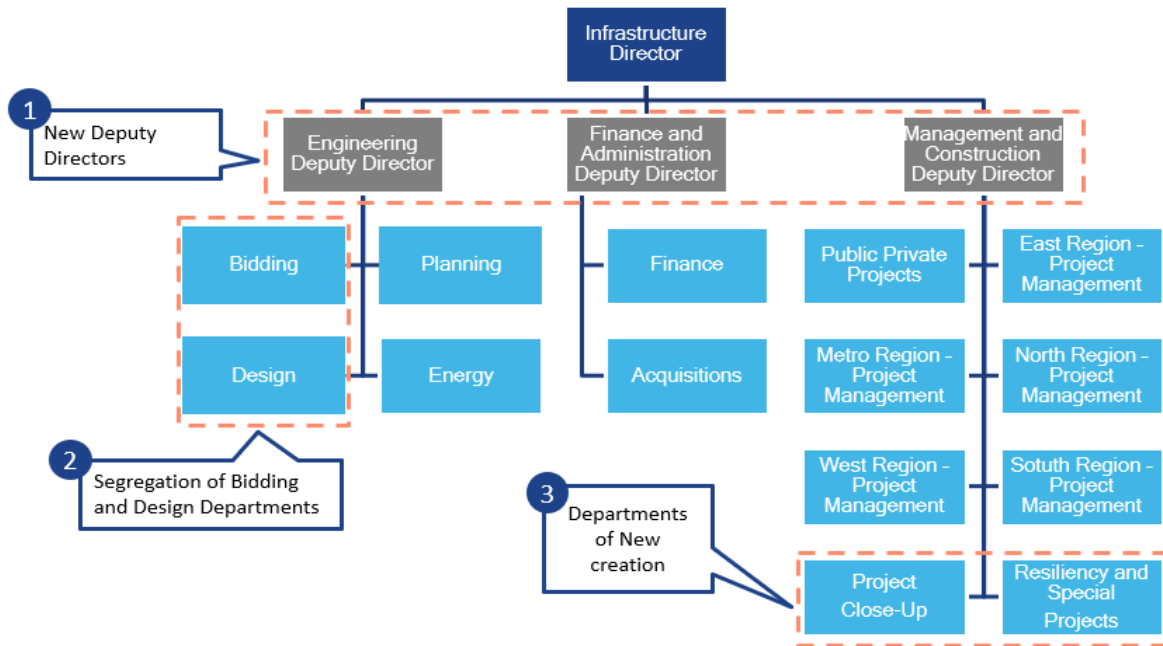 Infrastructure
Director
1
New Deputy
Directors
Engineering
Deputy Director
Finance and
Administration
Deputy Director
Management and
Construction
Deputy Director
Bidding
Planning
Finance
Public Private
Projects
East Region -
Project
Management
Design
Energy
Acquisitions
Metro Region -
Project
Management
North Region -
Project
Management
2
Segregation of Bidding
and Design Departments
3
Departments
of New
creation
West Region -
Project
Management
Sotuth Region -
Project
Management
Project
Close-Up
Resiliency and
Special
Projects